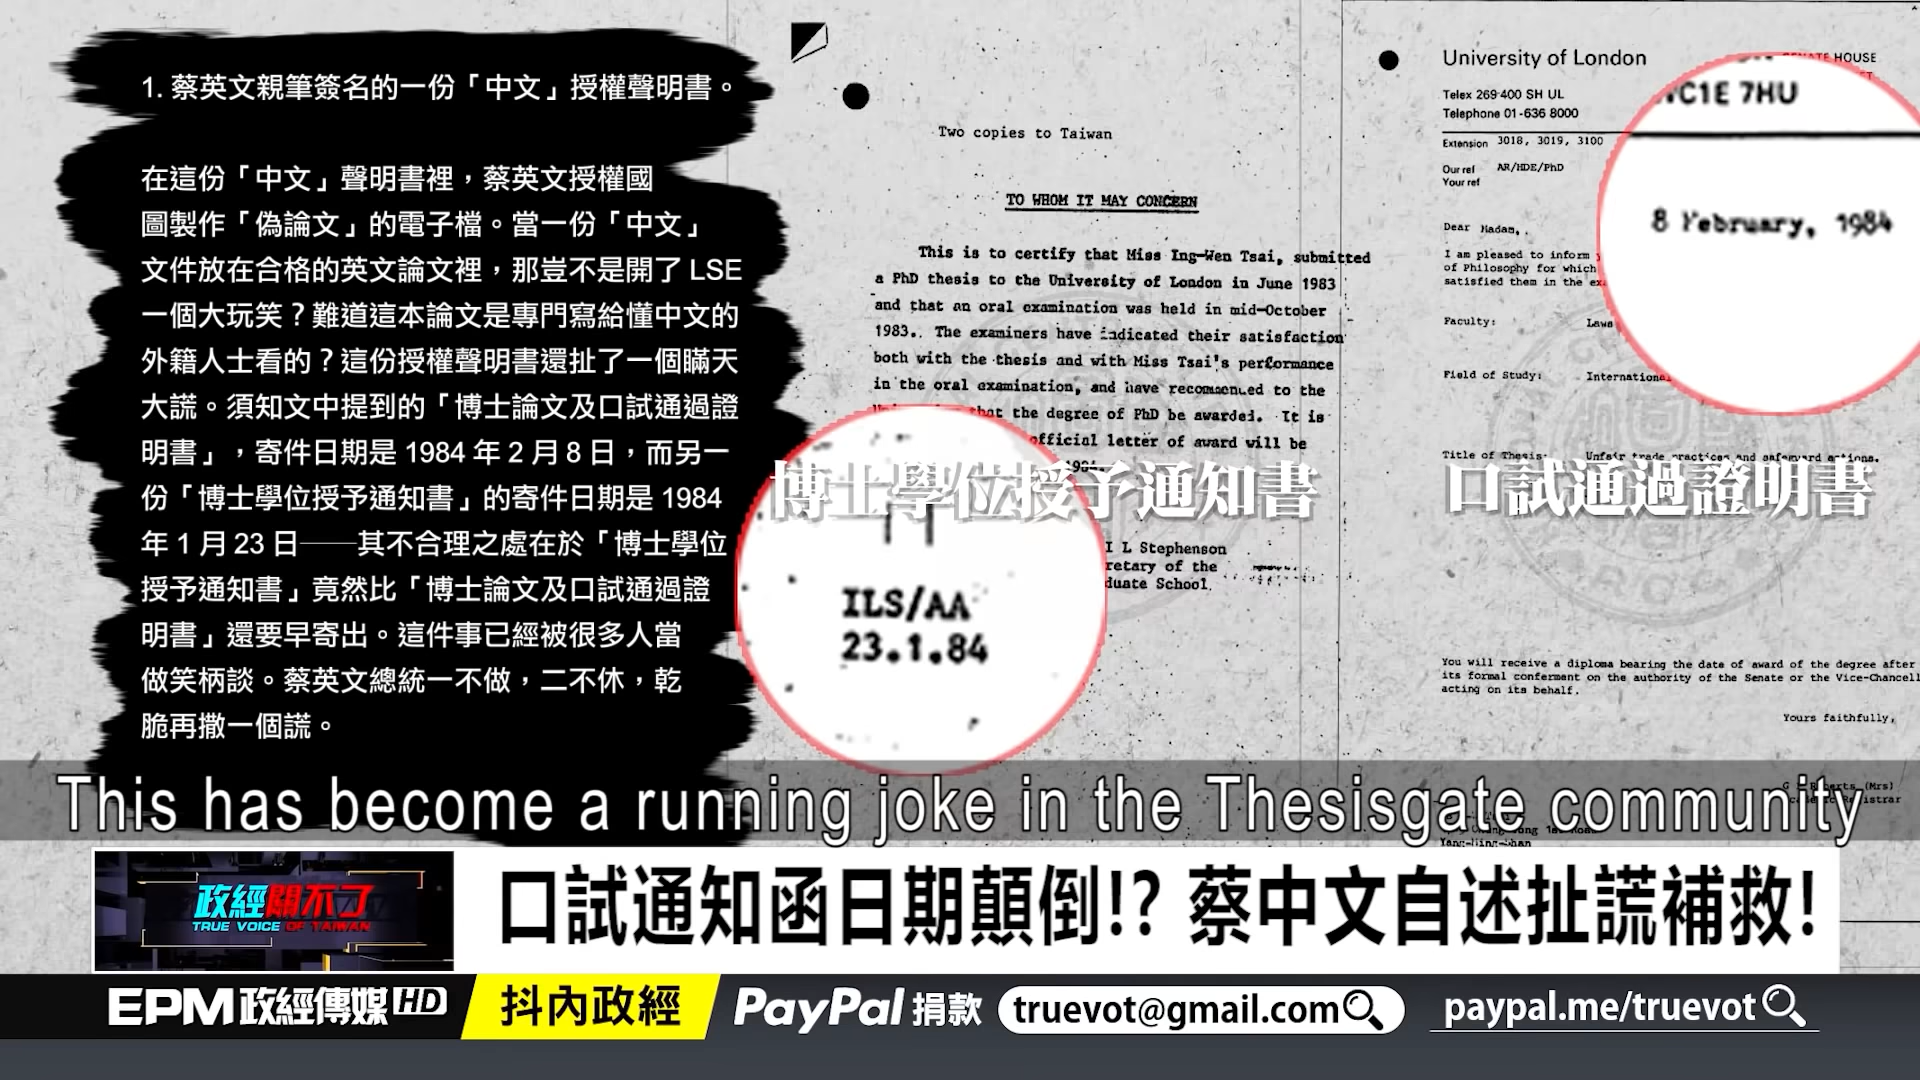 1. 蔡英文親筆簽名的一份「中文」授權聲明書。
在這份「中文」聲明書裡，蔡英文授權國
圖製作「偽論文」的電子檔。當一份「中文」
文件放在合格的英文論文裡，那豈不是開了 LSE
一個大玩笑？難道這本論文是專門寫給懂中文的
外籍人士看的？這份授權聲明書還扯了一個瞞天
大謊。須知文中提到的「博士論文及口試通過證
明書」，寄件日期是 1984 年 2 月 8 日，而另一
份「博士學位授予通知書」的寄件日期是 1984
年 1 月 23 日——其不合理之處在於「博士學位
授予通知書」竟然比「博士論文及口試通過證
明書」還要早寄出。這件事已經被很多人當
做笑柄談。蔡英文總統一不做，二不休，乾
脆再撒一個謊。
Two copies to Taiwan
TO WHOM IT MAY CONCERN
This is to certify that Miss Ing-Wen Tsai, submitted
a PhD thesis to the University of London in June 1983
and that an oral examination was held in mid-October
1983. The examiners have indicated their satisfaction
both with the thesis and with Miss Tsai's performance
in the oral examination, and have recommended to the
that the degree of PhD be awarded. It is
official letter of award will be
1984.
博士學位授予通知書
I L Stephenson
retary of the
duate School.
ILS/AA
23.1.84
University of London
SENATE HOUSE
WC1E 7HU
Telex 269400 SH UL
Telephone 01-636 8000
Extension 3018, 3019, 3100
Our ref AR/HDE/PhD
Your ref
8 February, 1984
Dear Madam,
I am pleased to inform
of Philosophy for which
satisfied them in the
Faculty: Laws
Field of Study: International
Title of Thesis: Unfair trade practices and safeguard actions.
口試通過證明書
You will receive a diploma bearing the date of award of the degree after
its formal conferment on the authority of the Senate or the Vice-Chancell
acting on its behalf.
Yours faithfully,
This has become a running joke in the Thesisgate community
政經關不了
TRUE VOICE OF TAIWAN
口試通知函日期顛倒!? 蔡中文自述扯謊補救!
EPM政經傳媒HD 抖內政經 PayPal 捐款 truevot@gmail.com paypal.me/truevot